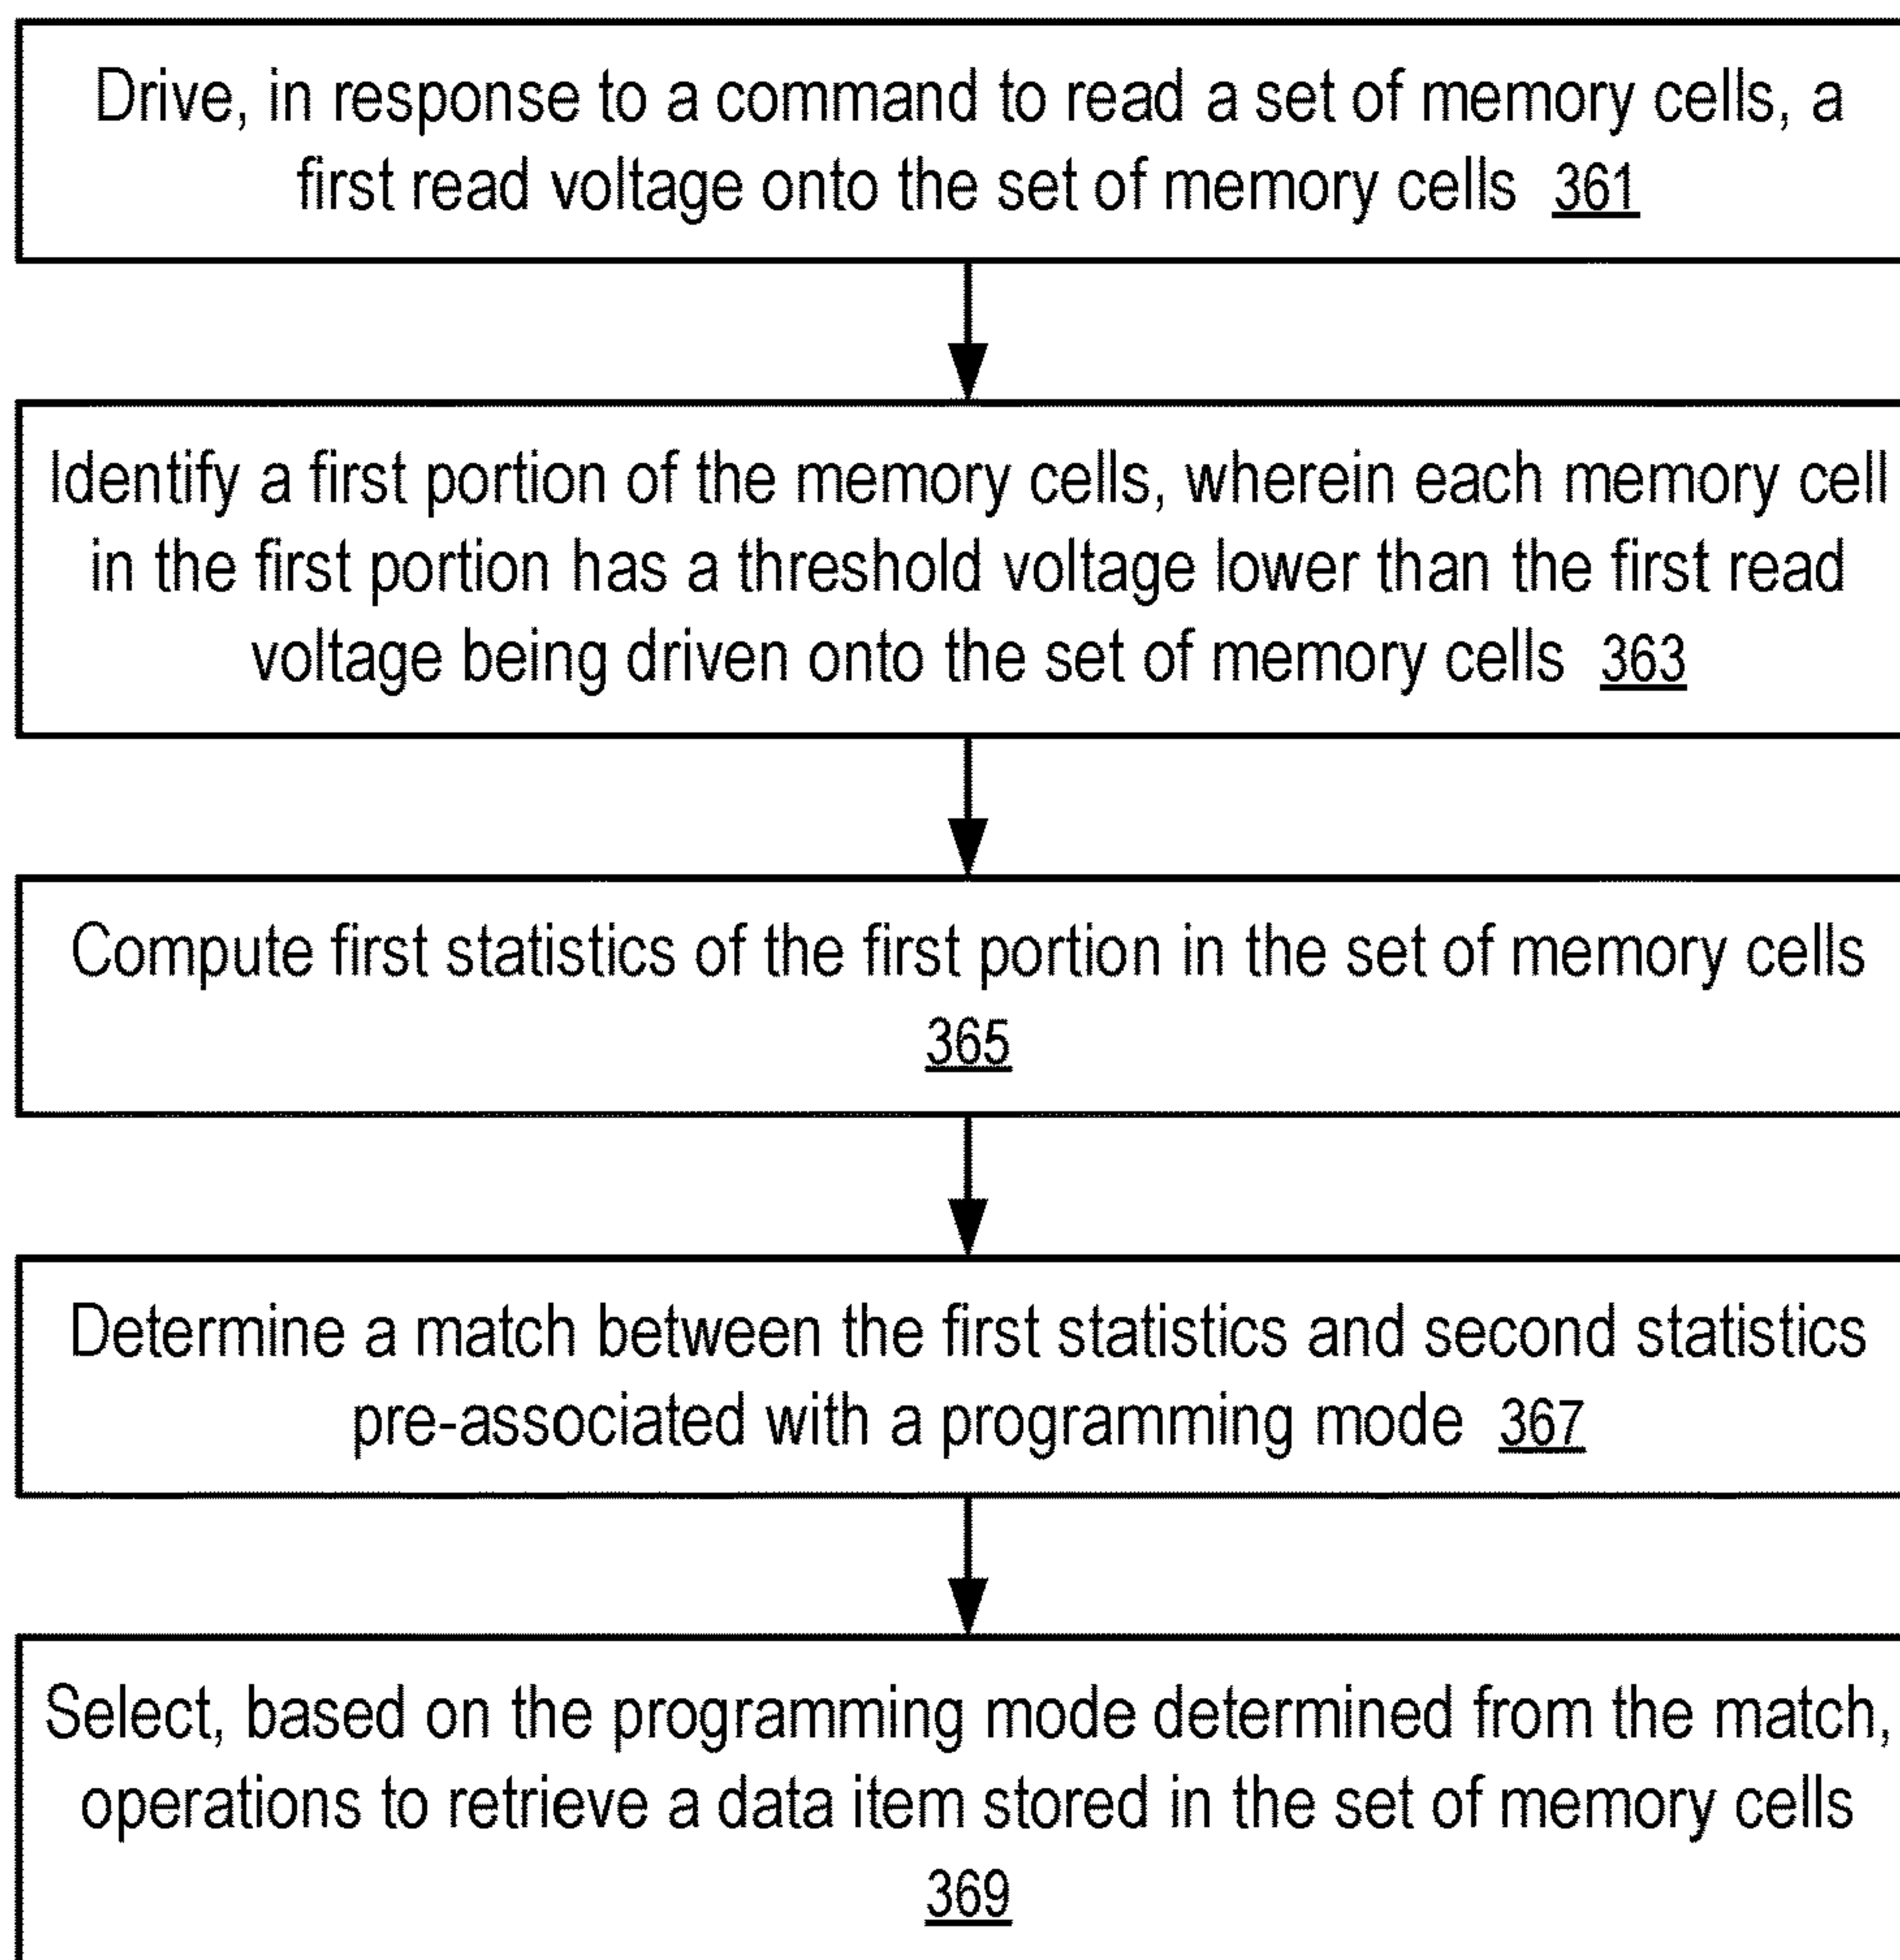 Drive, in response to a command to read a set of memory cells, a
first read voltage onto the set of memory cells 361
Identify a first portion of the memory cells, wherein each memory cell
in the first portion has a threshold voltage lower than the first read
voltage being driven onto the set of memory cells 363
Compute first statistics of the first portion in the set of memory cells
365
Determine a match between the first statistics and second statistics
pre-associated with a programming mode 367
Select, based on the programming mode determined from the match,
operations to retrieve a data item stored in the set of memory cells
369